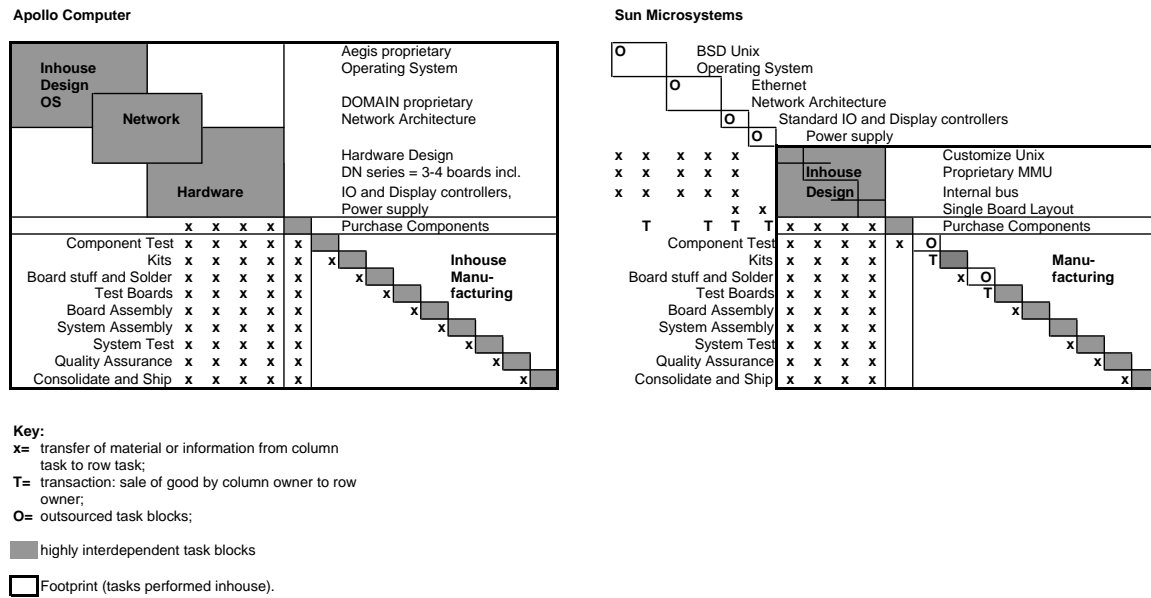 Apollo Computer
Inhouse
Design
OS
Network
Hardware
Aegis proprietary
Operating System
DOMAIN proprietary
Network Architecture
Hardware Design
DN series = 3-4 boards incl.
IO and Display controllers,
Power supply
x x x x Purchase Components
Component Test x x x x x
Kits x x x x x x
Board stuff and Solder x x x x x x
Test Boards x x x x x x
Board Assembly x x x x x x
System Assembly x x x x x x
System Test x x x x x x
Quality Assurance x x x x x x
Consolidate and Ship x x x x x x
Inhouse
Manu-
facturing
Sun Microsystems
O BSD Unix
Operating System
O Ethernet
Network Architecture
O Standard IO and Display controllers
O Power supply
x x x x x Customize Unix
x x x x x Proprietary MMU
x x x x x Internal bus
x x Single Board Layout
Inhouse
Design
T T T T x x x x Purchase Components
Component Test x x x x x O
Kits x x x x T
Board stuff and Solder x x x x x O
Test Boards x x x x T
Board Assembly x x x x x
System Assembly x x x x x
System Test x x x x x
Quality Assurance x x x x x
Consolidate and Ship x x x x x
Manu-
facturing
Key:
x= transfer of material or information from column
task to row task;
T= transaction: sale of good by column owner to row
owner;
O= outsourced task blocks;
highly interdependent task blocks
Footprint (tasks performed inhouse).